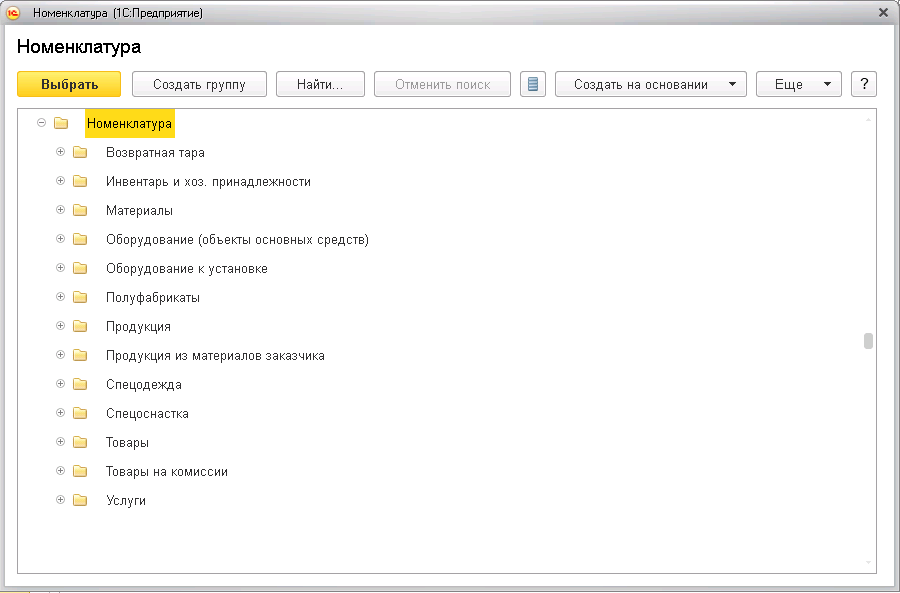 Номенклатура (1С:Предприятие)
Номенклатура
Выбрать Создать группу Найти... Отменить поиск Создать на основании Еще ?
Номенклатура
Возвратная тара
Инвентарь и хоз. принадлежности
Материалы
Оборудование (объекты основных средств)
Оборудование к установке
Полуфабрикаты
Продукция
Продукция из материалов заказчика
Спецодежда
Спецоснастка
Товары
Товары на комиссии
Услуги